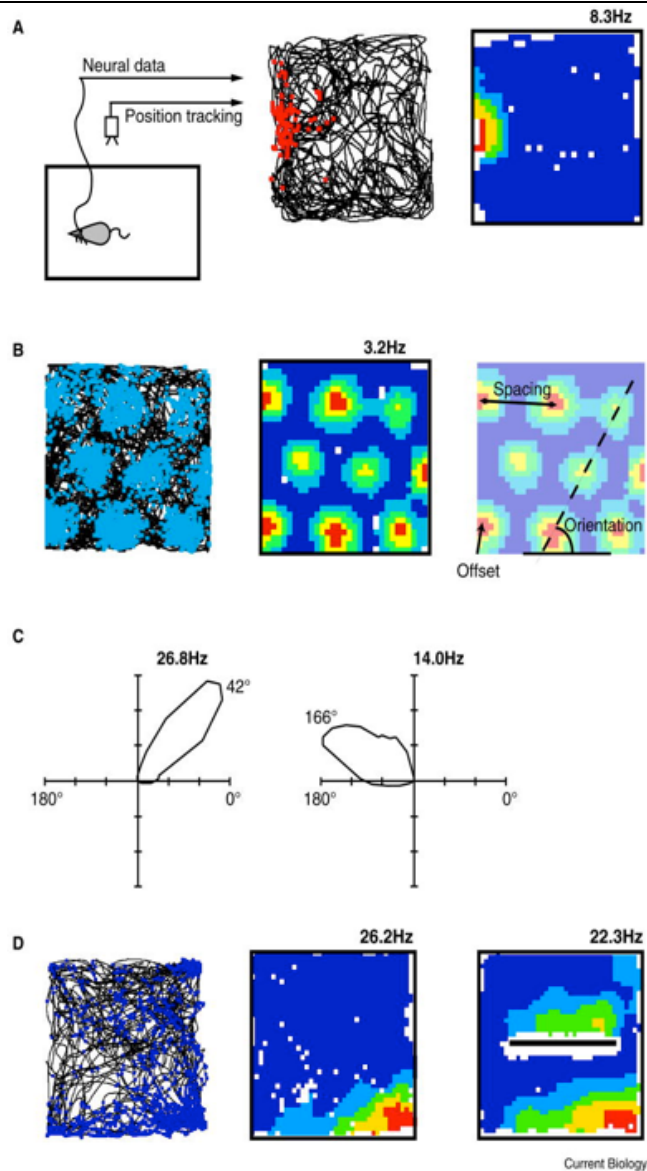 A
8.3Hz
Neural data
Position tracking
B
3.2Hz
Spacing
Orientation
Offset
C
26.8Hz
14.0Hz
42°
166°
180°
0°
180°
0°
D
26.2Hz
22.3Hz
Current Biology